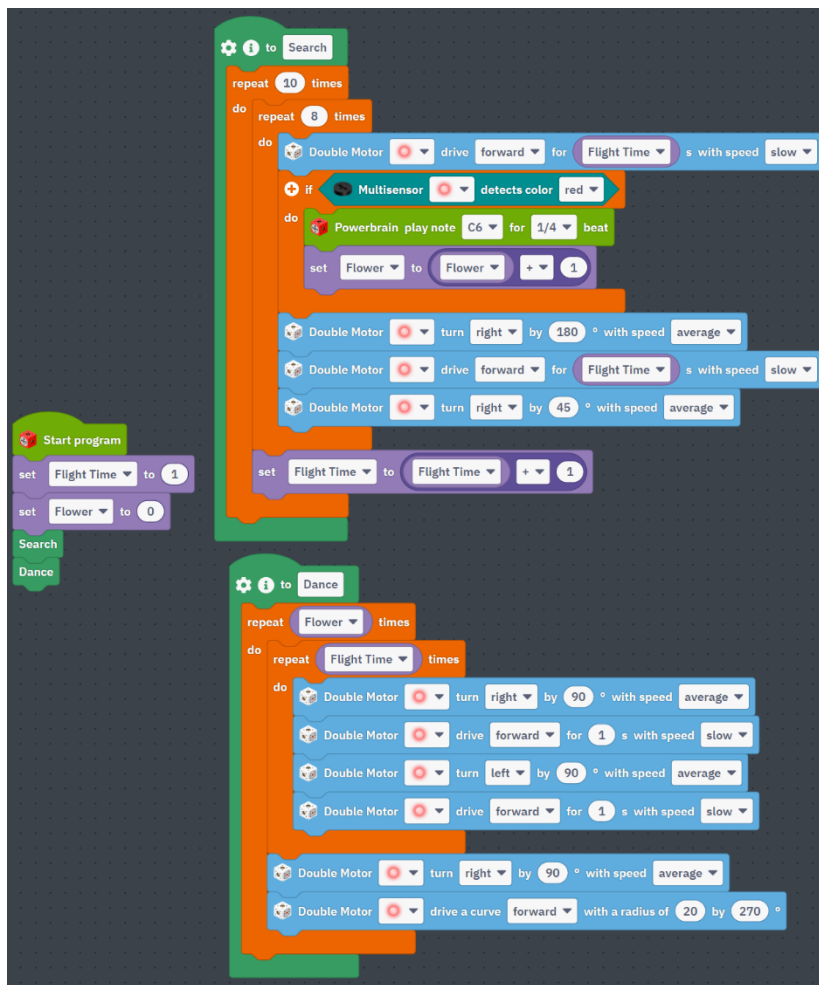 to Search
repeat 10 times
do repeat 8 times
do Double Motor drive forward for Flight Time s with speed slow
if Multisensor detects color red
do Powerbrain play note C6 for 1/4 beat
set Flower to Flower + 1
Double Motor turn right by 180 ° with speed average
Double Motor drive forward for Flight Time s with speed slow
Double Motor turn right by 45 ° with speed average
set Flight Time to Flight Time + 1
Start program
set Flight Time to 1
set Flower to 0
Search
Dance
to Dance
repeat Flower times
do repeat Flight Time times
do Double Motor turn right by 90 ° with speed average
Double Motor drive forward for 1 s with speed slow
Double Motor turn left by 90 ° with speed average
Double Motor drive forward for 1 s with speed slow
Double Motor turn right by 90 ° with speed average
Double Motor drive a curve forward with a radius of 20 by 270 °